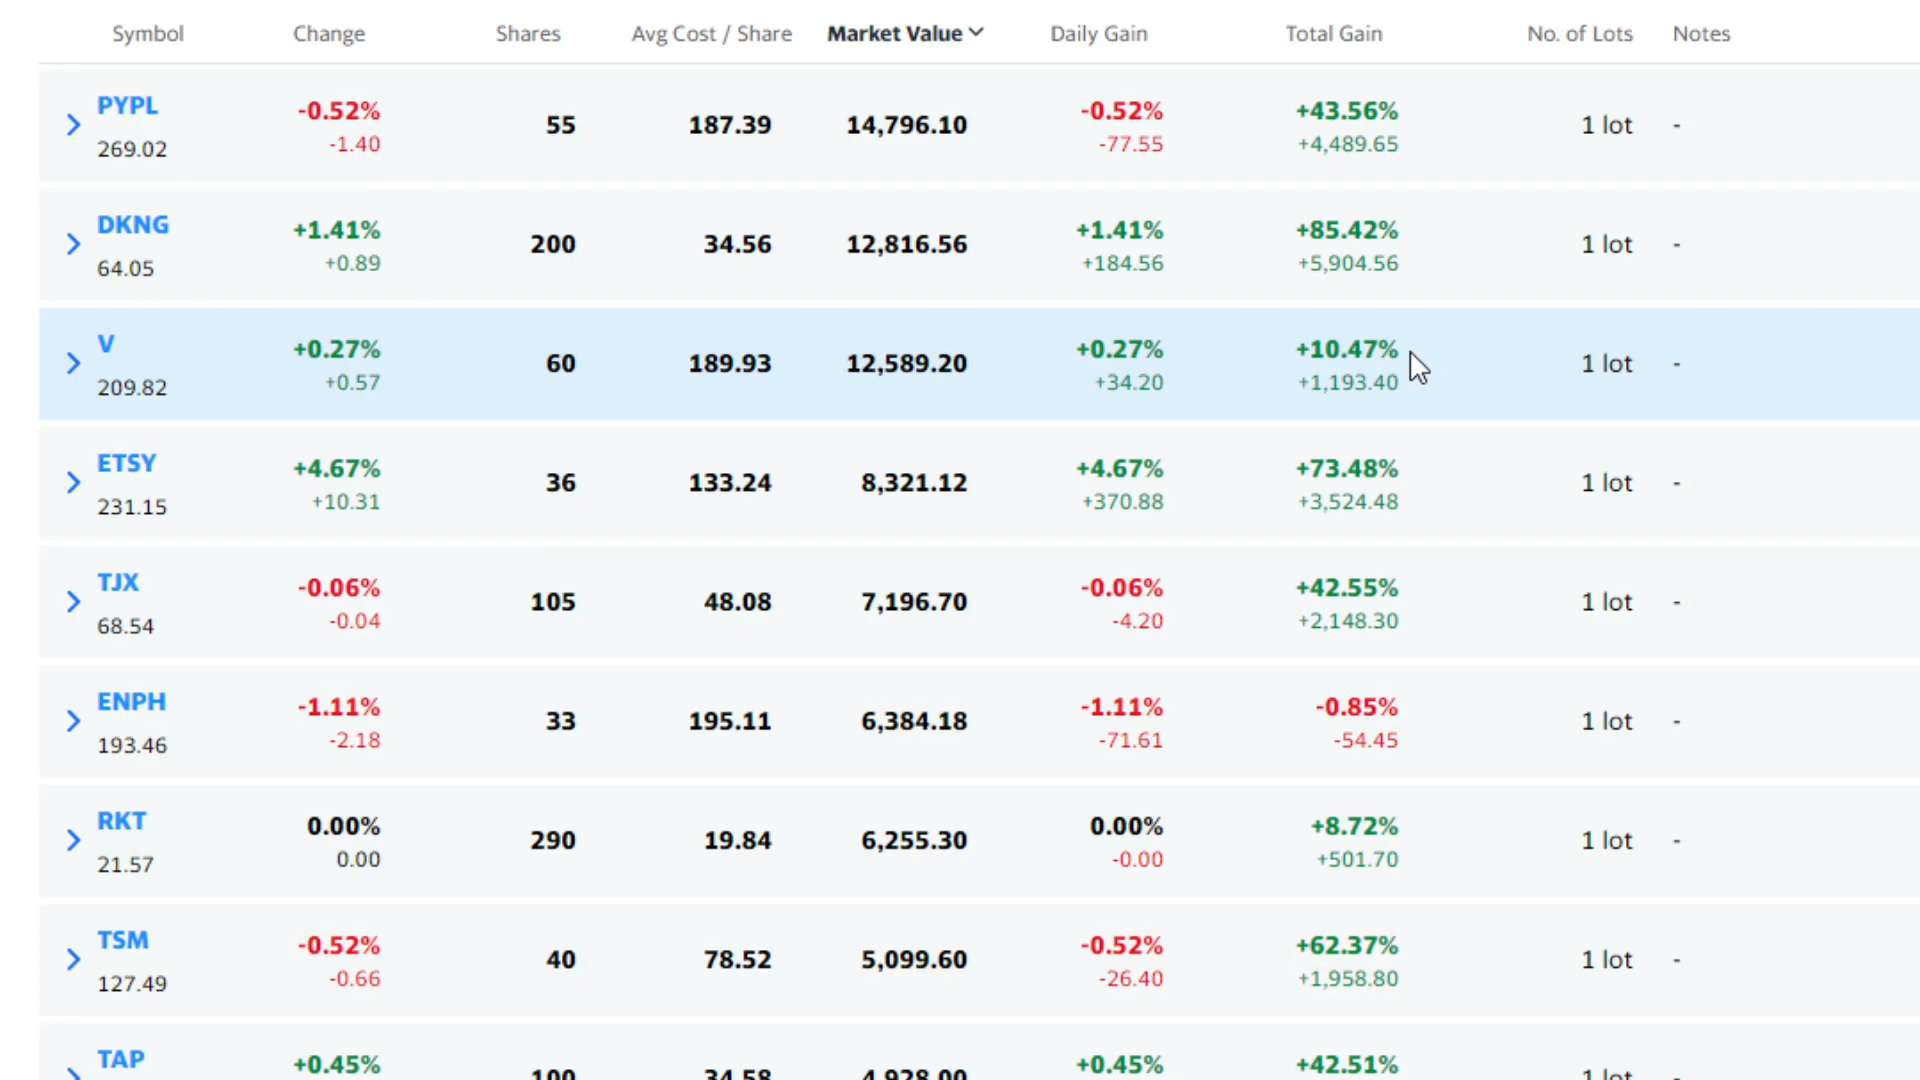 Symbol Change Shares Avg Cost / Share Market Value Daily Gain Total Gain No. of Lots Notes
PYPL -0.52% 55 187.39 14,796.10 -0.52% +43.56% 1 lot -
269.02 -1.40 -77.55 +4,489.65
DKNG +1.41% 200 34.56 12,816.56 +1.41% +85.42% 1 lot -
64.05 +0.89 +184.56 +5,904.56
V +0.27% 60 189.93 12,589.20 +0.27% +10.47% 1 lot -
209.82 +0.57 +34.20 +1,193.40
ETSY +4.67% 36 133.24 8,321.12 +4.67% +73.48% 1 lot -
231.15 +10.31 +370.88 +3,524.48
TJX -0.06% 105 48.08 7,196.70 -0.06% +42.55% 1 lot -
68.54 -0.04 -4.20 +2,148.30
ENPH -1.11% 33 195.11 6,384.18 -1.11% -0.85% 1 lot -
193.46 -2.18 -71.61 -54.45
RKT 0.00% 290 19.84 6,255.30 0.00% +8.72% 1 lot -
21.57 0.00 -0.00 +501.70
TSM -0.52% 40 78.52 5,099.60 -0.52% +62.37% 1 lot -
127.49 -0.66 -26.40 +1,958.80
TAP +0.45% 100 34.58 4,928.00 +0.45% +42.51% 1 lot -